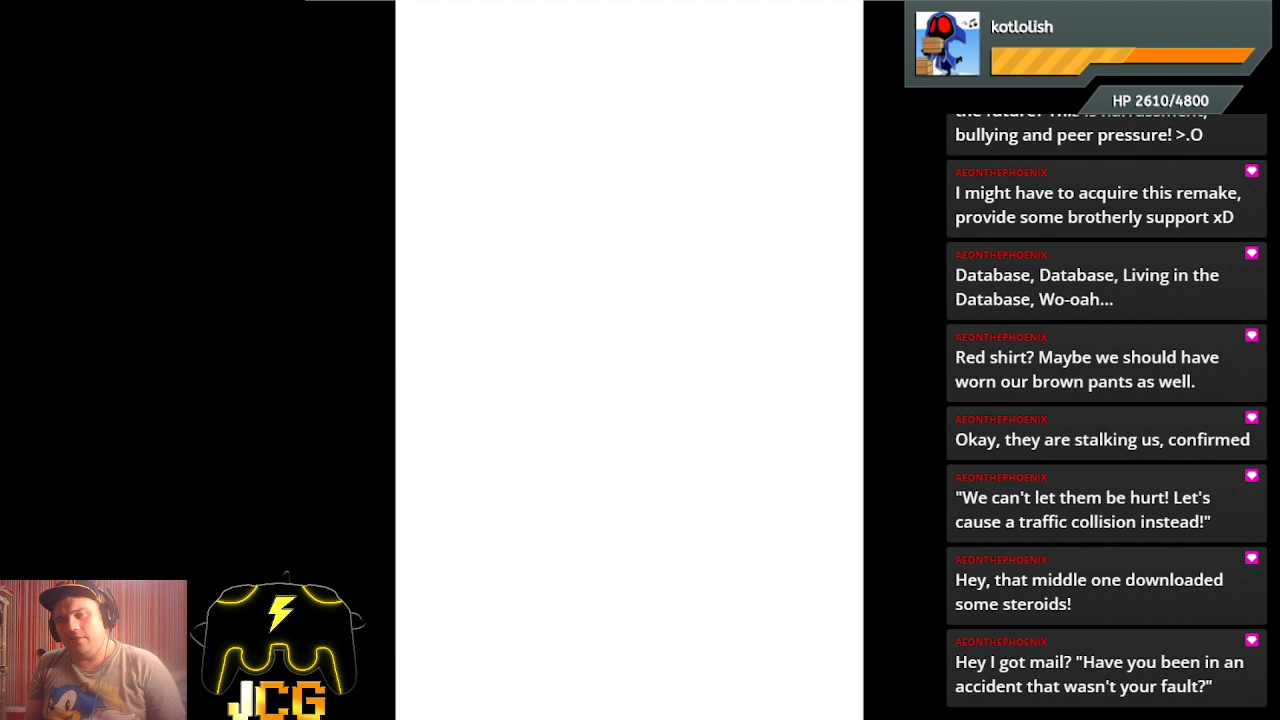 kotlolish
HP 2610/4800
bullying and peer pressure! >.O
AEONTHEPHOENIX
I might have to acquire this remake,
provide some brotherly support xD
AEONTHEPHOENIX
Database, Database, Living in the
Database, Wo-oah...
AEONTHEPHOENIX
Red shirt? Maybe we should have
worn our brown pants as well.
AEONTHEPHOENIX
Okay, they are stalking us, confirmed
AEONTHEPHOENIX
"We can't let them be hurt! Let's
cause a traffic collision instead!"
AEONTHEPHOENIX
Hey, that middle one downloaded
some steroids!
AEONTHEPHOENIX
Hey I got mail? "Have you been in an
accident that wasn't your fault?"
JCG